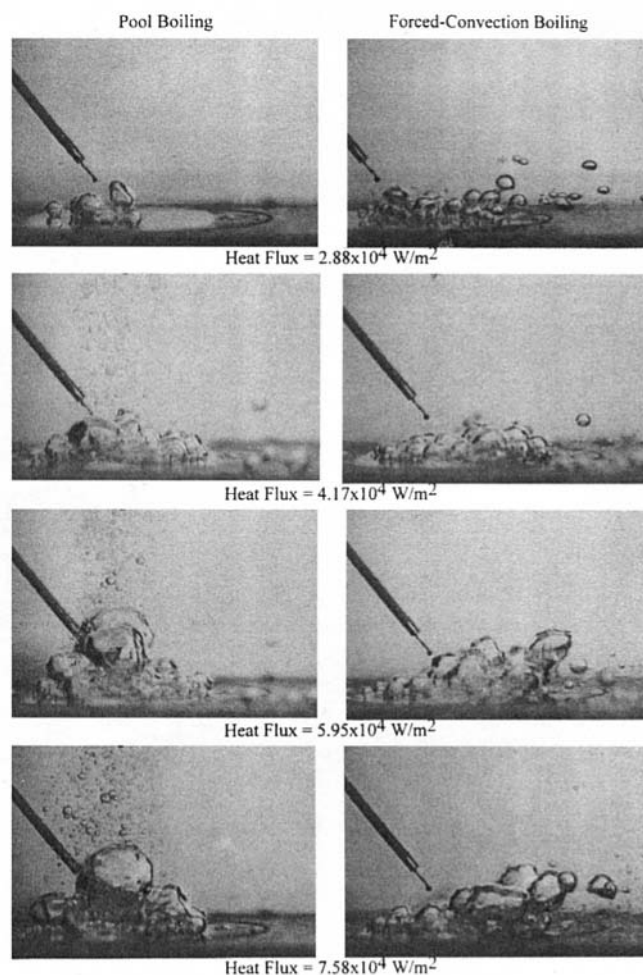 Pool Boiling Forced-Convection Boiling
Heat Flux = 2.88x10⁴ W/m²
Heat Flux = 4.17x10⁴ W/m²
Heat Flux = 5.95x10⁴ W/m²
Heat Flux = 7.58x10⁴ W/m²